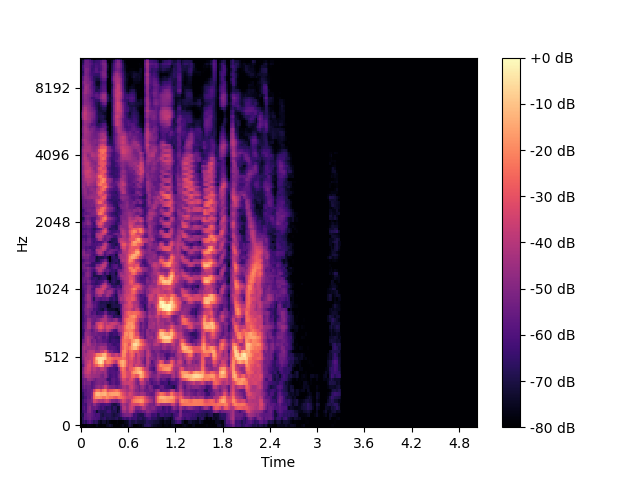 8192
4096
2048
1024
512
0
Hz
0 0.6 1.2 1.8 2.4 3 3.6 4.2 4.8
Time
+0 dB
-10 dB
-20 dB
-30 dB
-40 dB
-50 dB
-60 dB
-70 dB
-80 dB